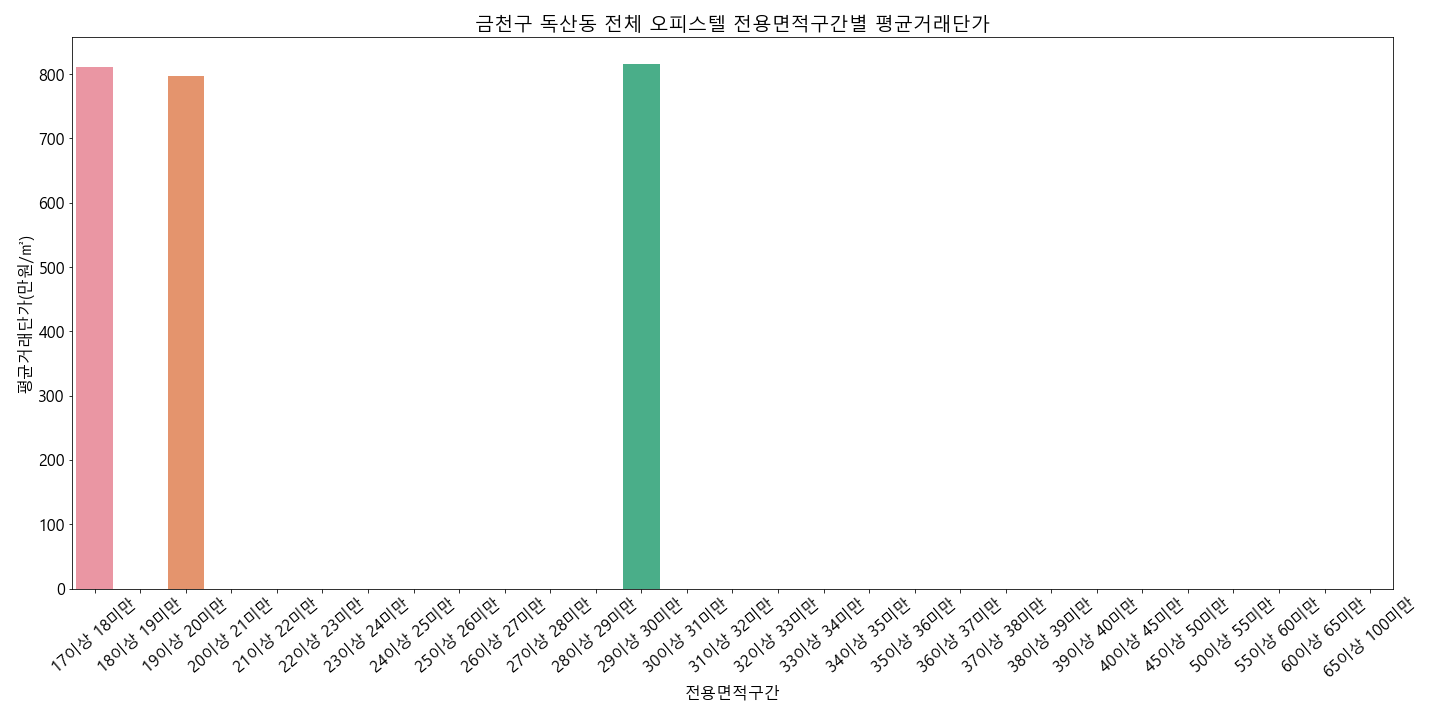 금천구 독산동 전체 오피스텔 전용면적구간별 평균거래단가
평균거래단가(만원/㎡)
800
700
600
500
400
300
200
100
0
17이상 18미만
18이상 19미만
19이상 20미만
20이상 21미만
21이상 22미만
22이상 23미만
23이상 24미만
24이상 25미만
25이상 26미만
26이상 27미만
27이상 28미만
28이상 29미만
29이상 30미만
30이상 31미만
31이상 32미만
32이상 33미만
33이상 34미만
34이상 35미만
35이상 36미만
36이상 37미만
37이상 38미만
38이상 39미만
39이상 40미만
40이상 45미만
45이상 50미만
50이상 55미만
55이상 60미만
60이상 65미만
65이상 100미만
전용면적구간